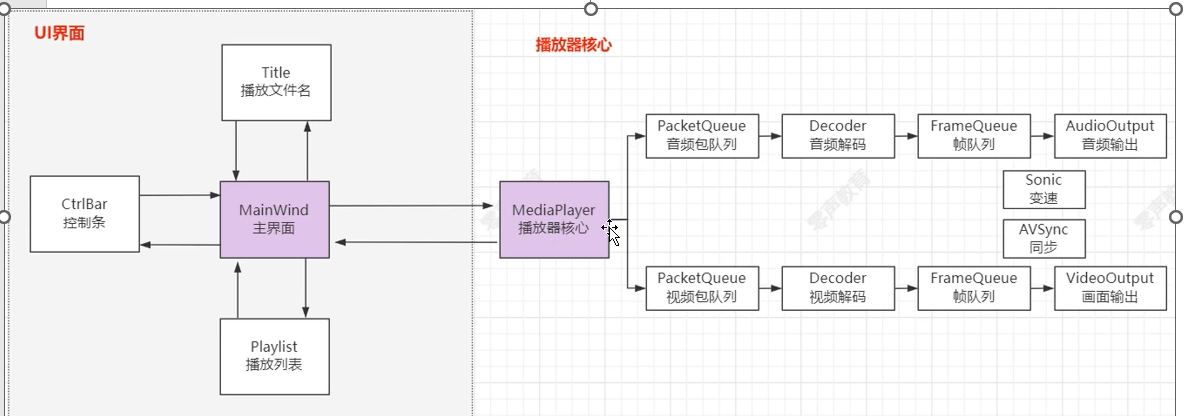 UI界面
播放器核心
Title
播放文件名
CtrlBar
控制条
MainWind
主界面
Playlist
播放列表
MediaPlayer
播放器核心
PacketQueue
音频包队列
Decoder
音频解码
FrameQueue
帧队列
AudioOutput
音频输出
Sonic
变速
AVSync
同步
PacketQueue
视频包队列
Decoder
视频解码
FrameQueue
帧队列
VideoOutput
画面输出
零声教育
零声教育
零声教育